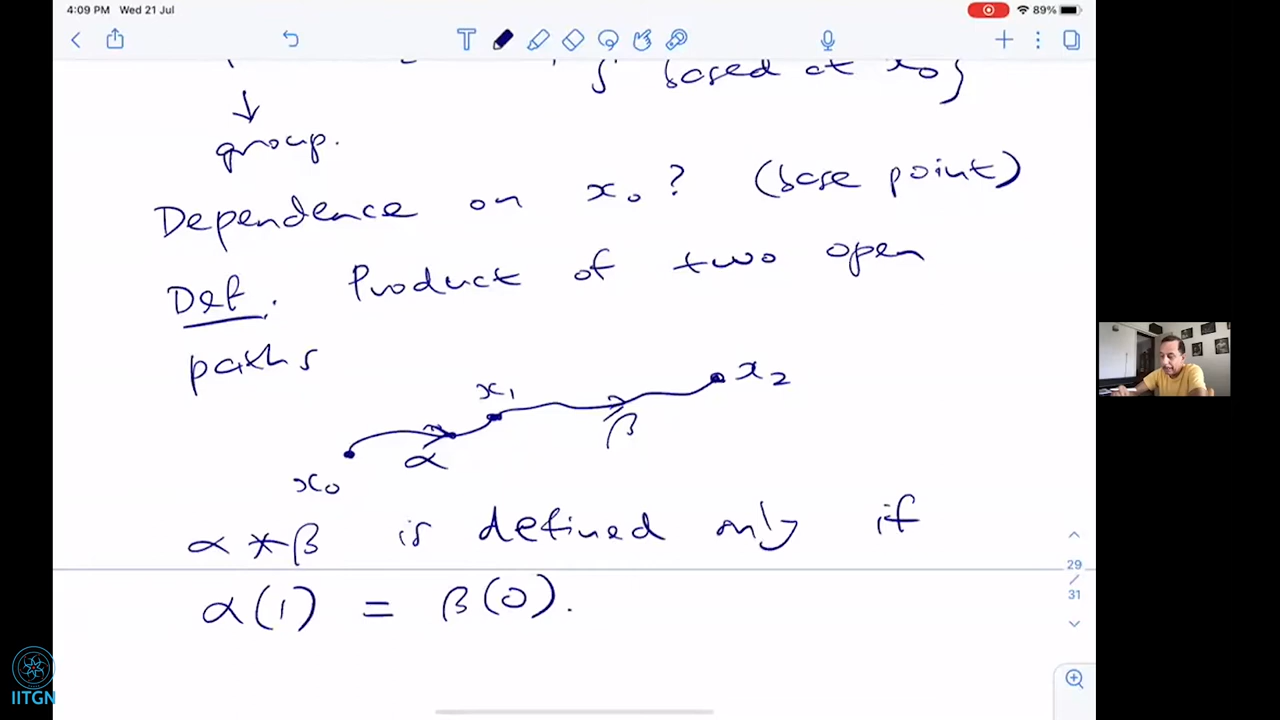 4:09 PM Wed 21 Jul
89%
based at x₀}
group.
Dependence on x₀ ? (base point)
Def. Product of two open
paths
x₁
x₂
β
α
x₀
α * β is defined only if
α(1) = β(0).
29
31
IITGN